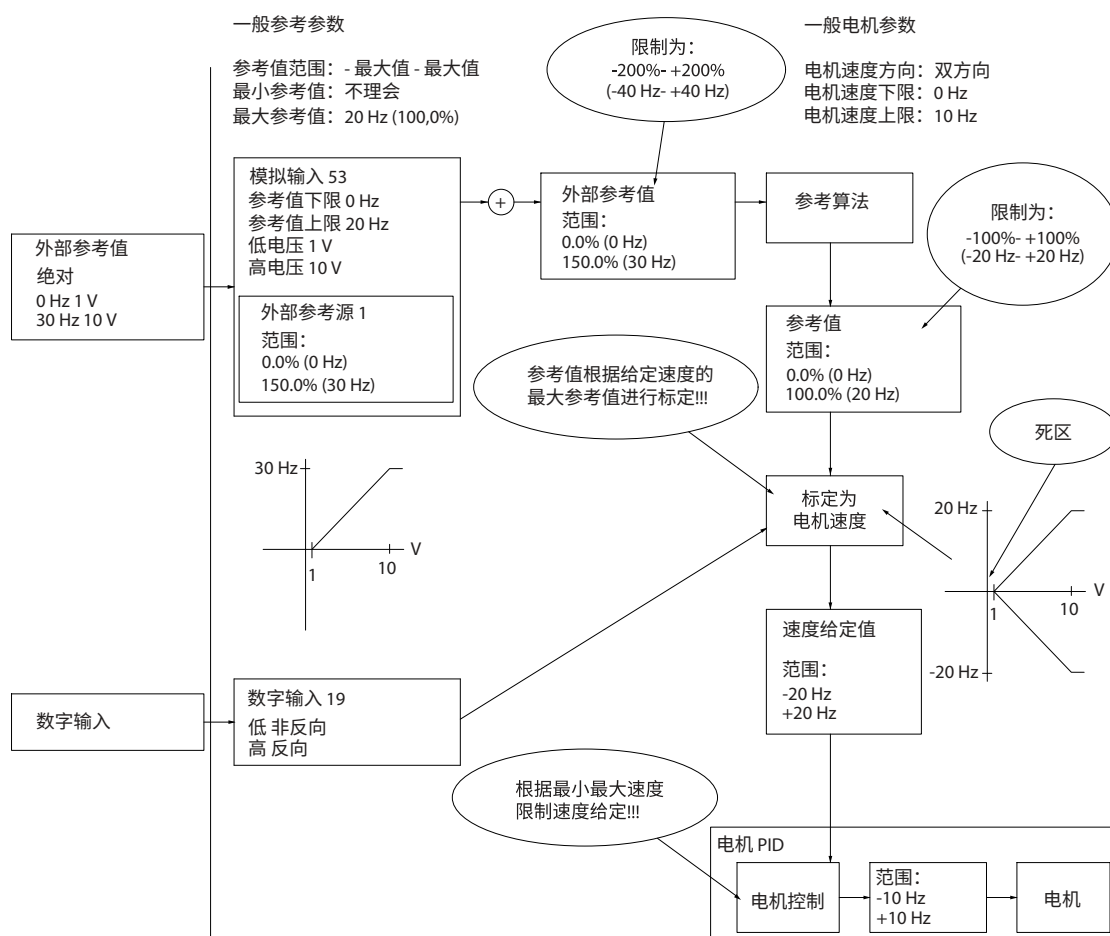 一般参考参数
参考值范围：- 最大值 - 最大值
最小参考值：不理会
最大参考值：20 Hz (100,0%)
限制为：
-200%- +200%
(-40 Hz- +40 Hz)
一般电机参数
电机速度方向：双方向
电机速度下限：0 Hz
电机速度上限：10 Hz
外部参考值
绝对
0 Hz 1 V
30 Hz 10 V
模拟输入 53
参考值下限 0 Hz
参考值上限 20 Hz
低电压 1 V
高电压 10 V
外部参考源 1
范围：
0.0% (0 Hz)
150.0% (30 Hz)
+
外部参考值
范围：
0.0% (0 Hz)
150.0% (30 Hz)
参考算法
限制为：
-100%- +100%
(-20 Hz- +20 Hz)
参考值
范围：
0.0% (0 Hz)
100.0% (20 Hz)
参考值根据给定速度的
最大参考值进行标定!!!
死区
30 Hz
V
1
10
标定为
电机速度
20 Hz
V
1
10
-20 Hz
速度给定值
范围：
-20 Hz
+20 Hz
数字输入
数字输入 19
低 非反向
高 反向
根据最小最大速度
限制速度给定!!!
电机 PID
电机控制
范围：
-10 Hz
+10 Hz
电机